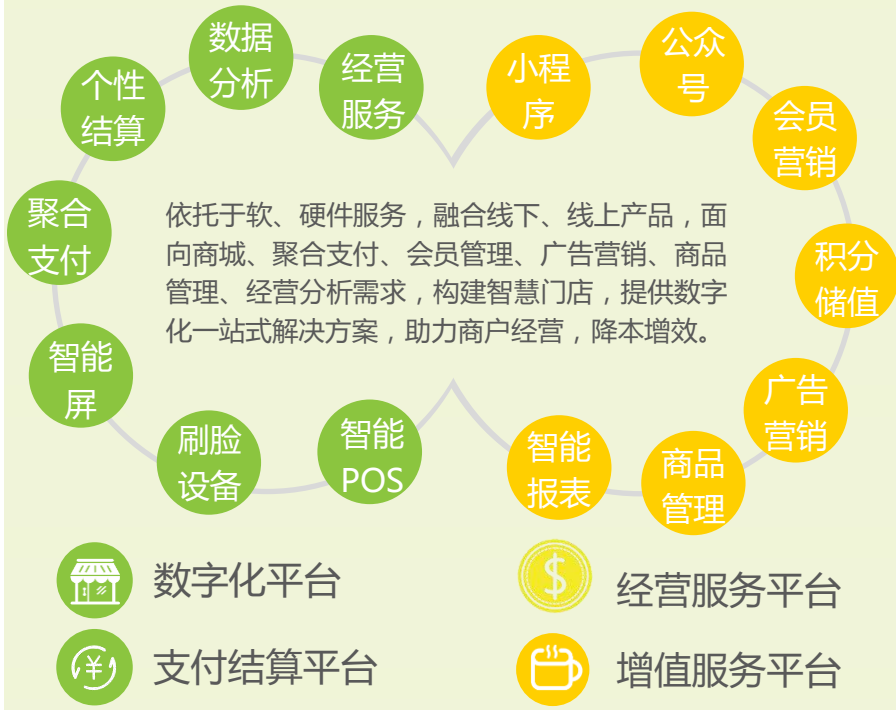 数据
分析
经营
服务
小程
序
公众
号
个性
结算
会员
营销
聚合
支付
依托于软、硬件服务，融合线下、线上产品，面
向商城、聚合支付、会员管理、广告营销、商品
管理、经营分析需求，构建智慧门店，提供数字
化一站式解决方案，助力商户经营，降本增效。
积分
储值
智能
屏
广告
营销
刷脸
设备
智能
POS
智能
报表
商品
管理
数字化平台
$
经营服务平台
¥
支付结算平台
增值服务平台